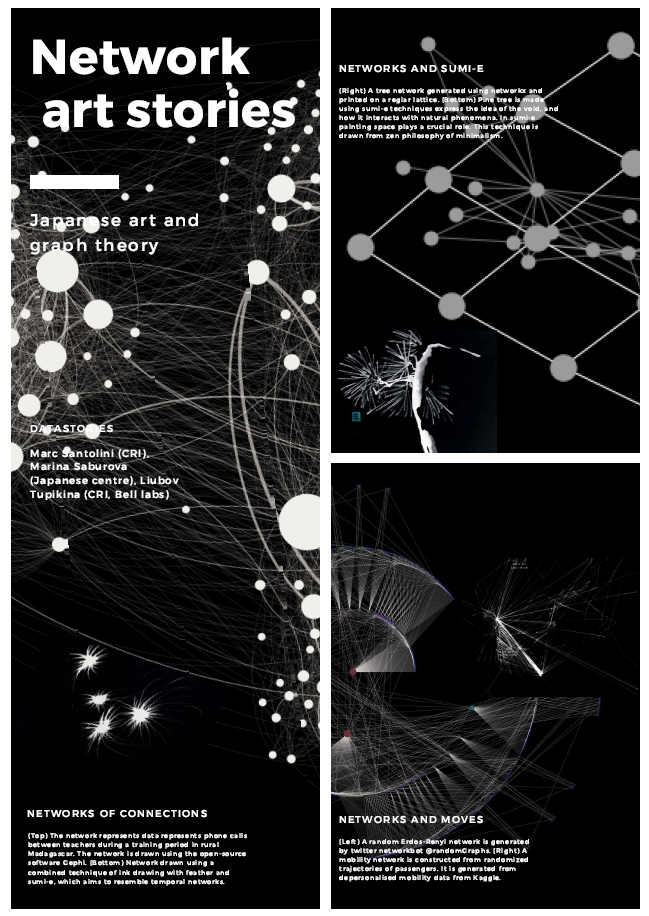 Network
art stories
Japanese art and
graph theory
DATASTORIES
Marc Santolini (CRI),
Marina Saburova
(Japanese centre), Liubov
Tupikina (CRI, Bell labs)
NETWORKS OF CONNECTIONS
(Top) The network represents data represents phone calls
between teachers during a training period in rural
Madagascar. The network is drawn using the open-source
software Gephi. (Bottom) Network drawn using a
combined technique of ink drawing with feather and
sumi-e, which aims to resemble temporal networks.
NETWORKS AND SUMI-E
(Right) A tree network generated using networkx and
printed on a reglar lattice. (Bottom) Pine tree is made
using sumi-e techniques express the idea of the void, and
how it interacts with natural phenomena. In sumi-e
painting space plays a crucial role. This technique is
drawn from zen philosophy of minimalism.
NETWORKS AND MOVES
(Left) A random Erdos-Renyi network is generated
by twitter networkbot @randomGraphs. (Right) A
mobility network is constructed from randomized
trajectories of passengers. It is generated from
depersonalised mobility data from Kaggle.